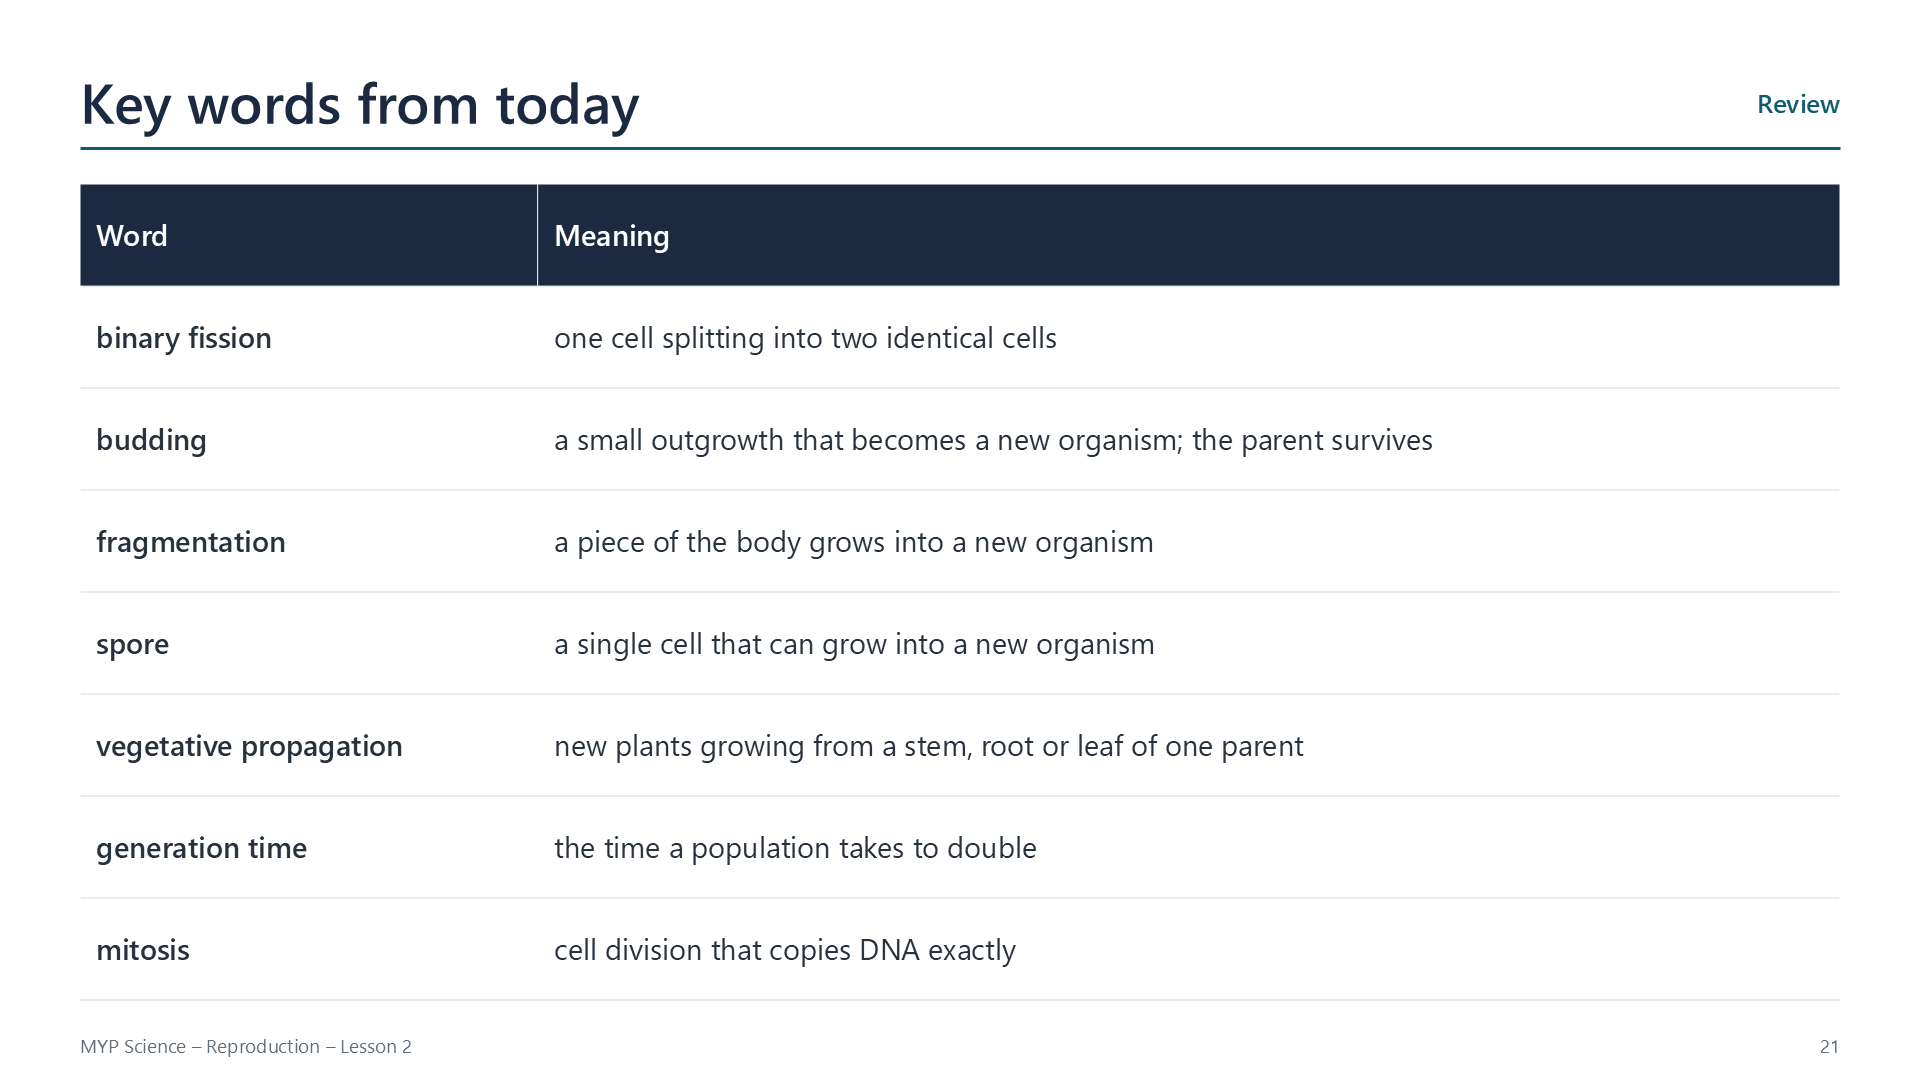 Key words from today
Review
Word Meaning
binary fission one cell splitting into two identical cells
budding a small outgrowth that becomes a new organism; the parent survives
fragmentation a piece of the body grows into a new organism
spore a single cell that can grow into a new organism
vegetative propagation new plants growing from a stem, root or leaf of one parent
generation time the time a population takes to double
mitosis cell division that copies DNA exactly
MYP Science – Reproduction – Lesson 2
21